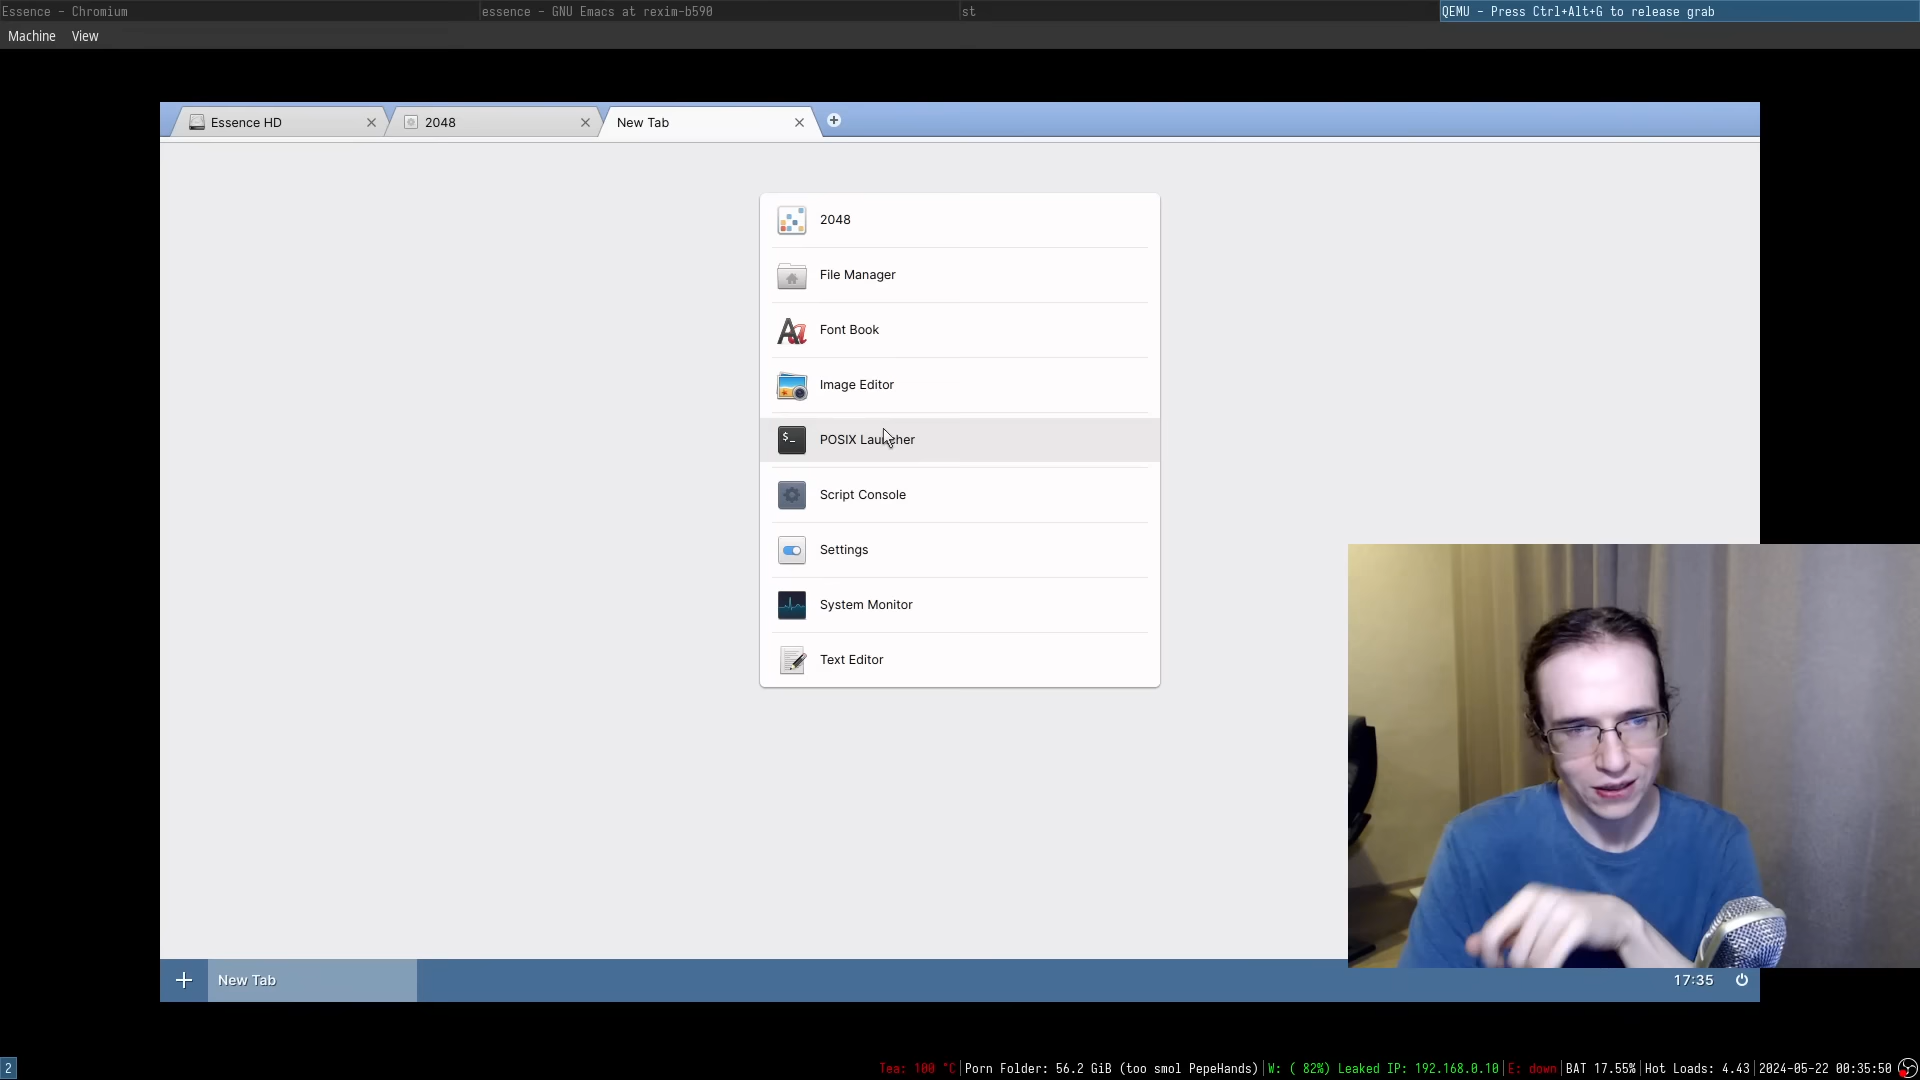 Essence - Chromium
essence - GNU Emacs at rexim-b590
st
QEMU - Press Ctrl+Alt+G to release grab
Machine View
Essence HD
2048
New Tab
2048
File Manager
Font Book
Image Editor
$_
POSIX Launcher
Script Console
Settings
System Monitor
Text Editor
New Tab
17:35
2
Tea: 100 °C|Porn Folder: 56.2 GiB (too smol PepeHands)|W: ( 82%) Leaked IP: 192.168.0.10|E: down|BAT 17.55%|Hot Loads: 4.43|2024-05-22 00:35:50